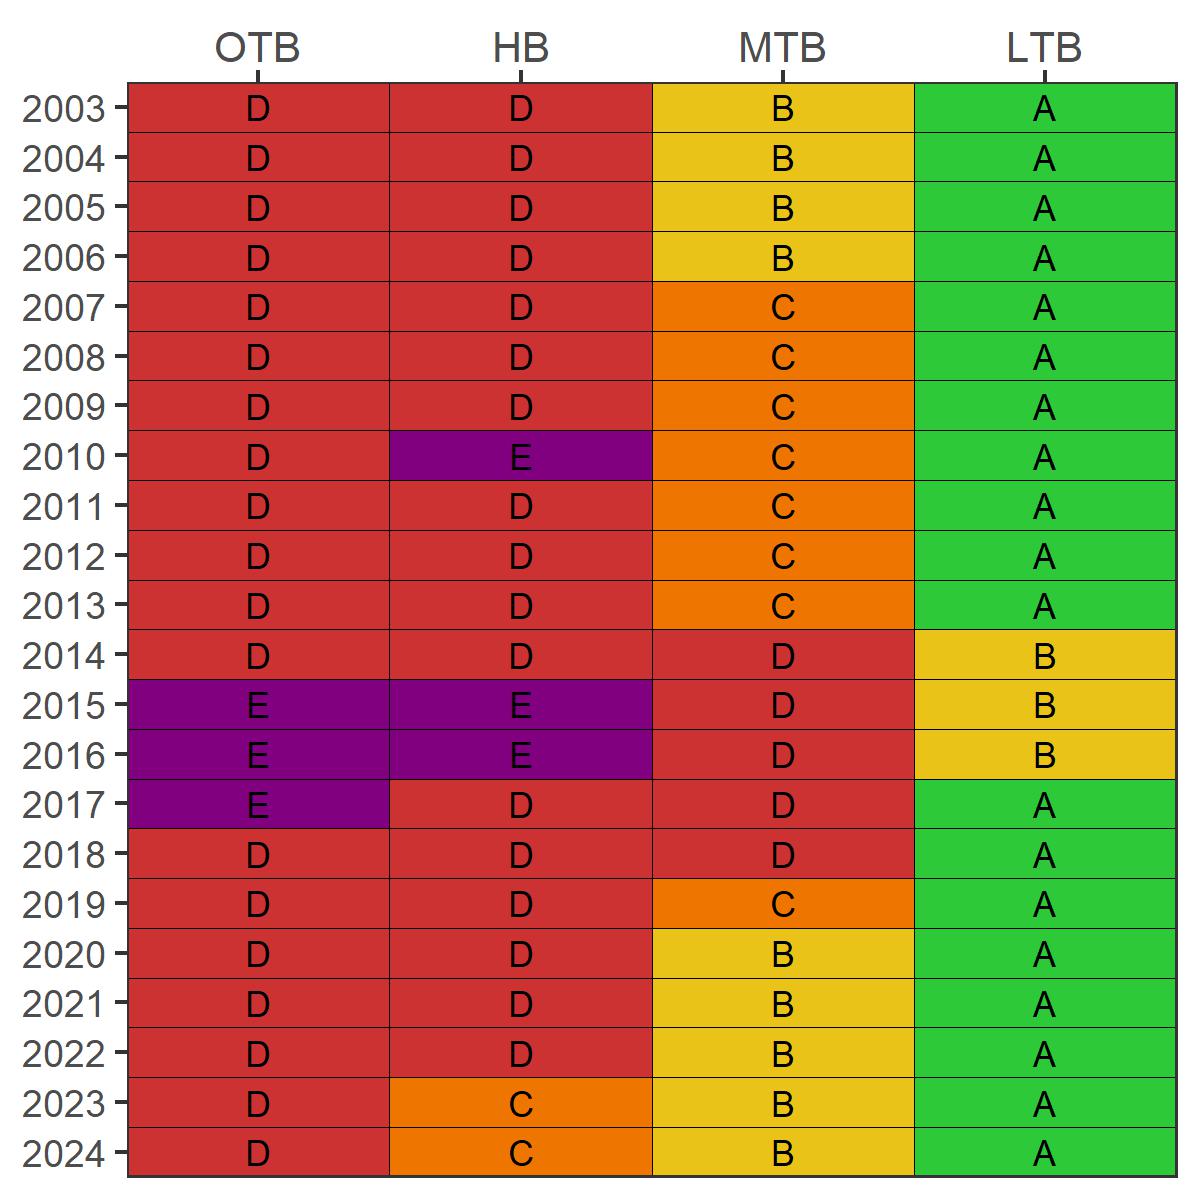 OTB HB MTB LTB
2003 D D B A
2004 D D B A
2005 D D B A
2006 D D B A
2007 D D C A
2008 D D C A
2009 D D C A
2010 D E C A
2011 D D C A
2012 D D C A
2013 D D C A
2014 D D D B
2015 E E D B
2016 E E D B
2017 E D D A
2018 D D D A
2019 D D C A
2020 D D B A
2021 D D B A
2022 D D B A
2023 D C B A
2024 D C B A